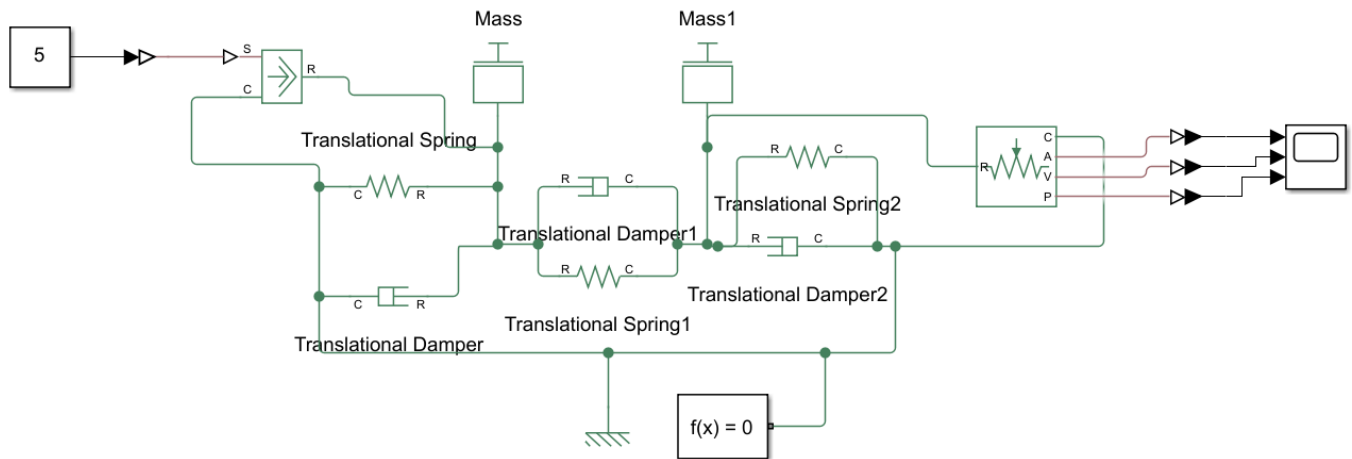 Mass
Mass1
5
S
R
C
Translational Spring
C
R
R
C
Translational Damper1
R
C
R
C
Translational Spring2
R
C
Translational Damper2
R
C
A
V
P
C
R
Translational Damper
Translational Spring1
f(x) = 0